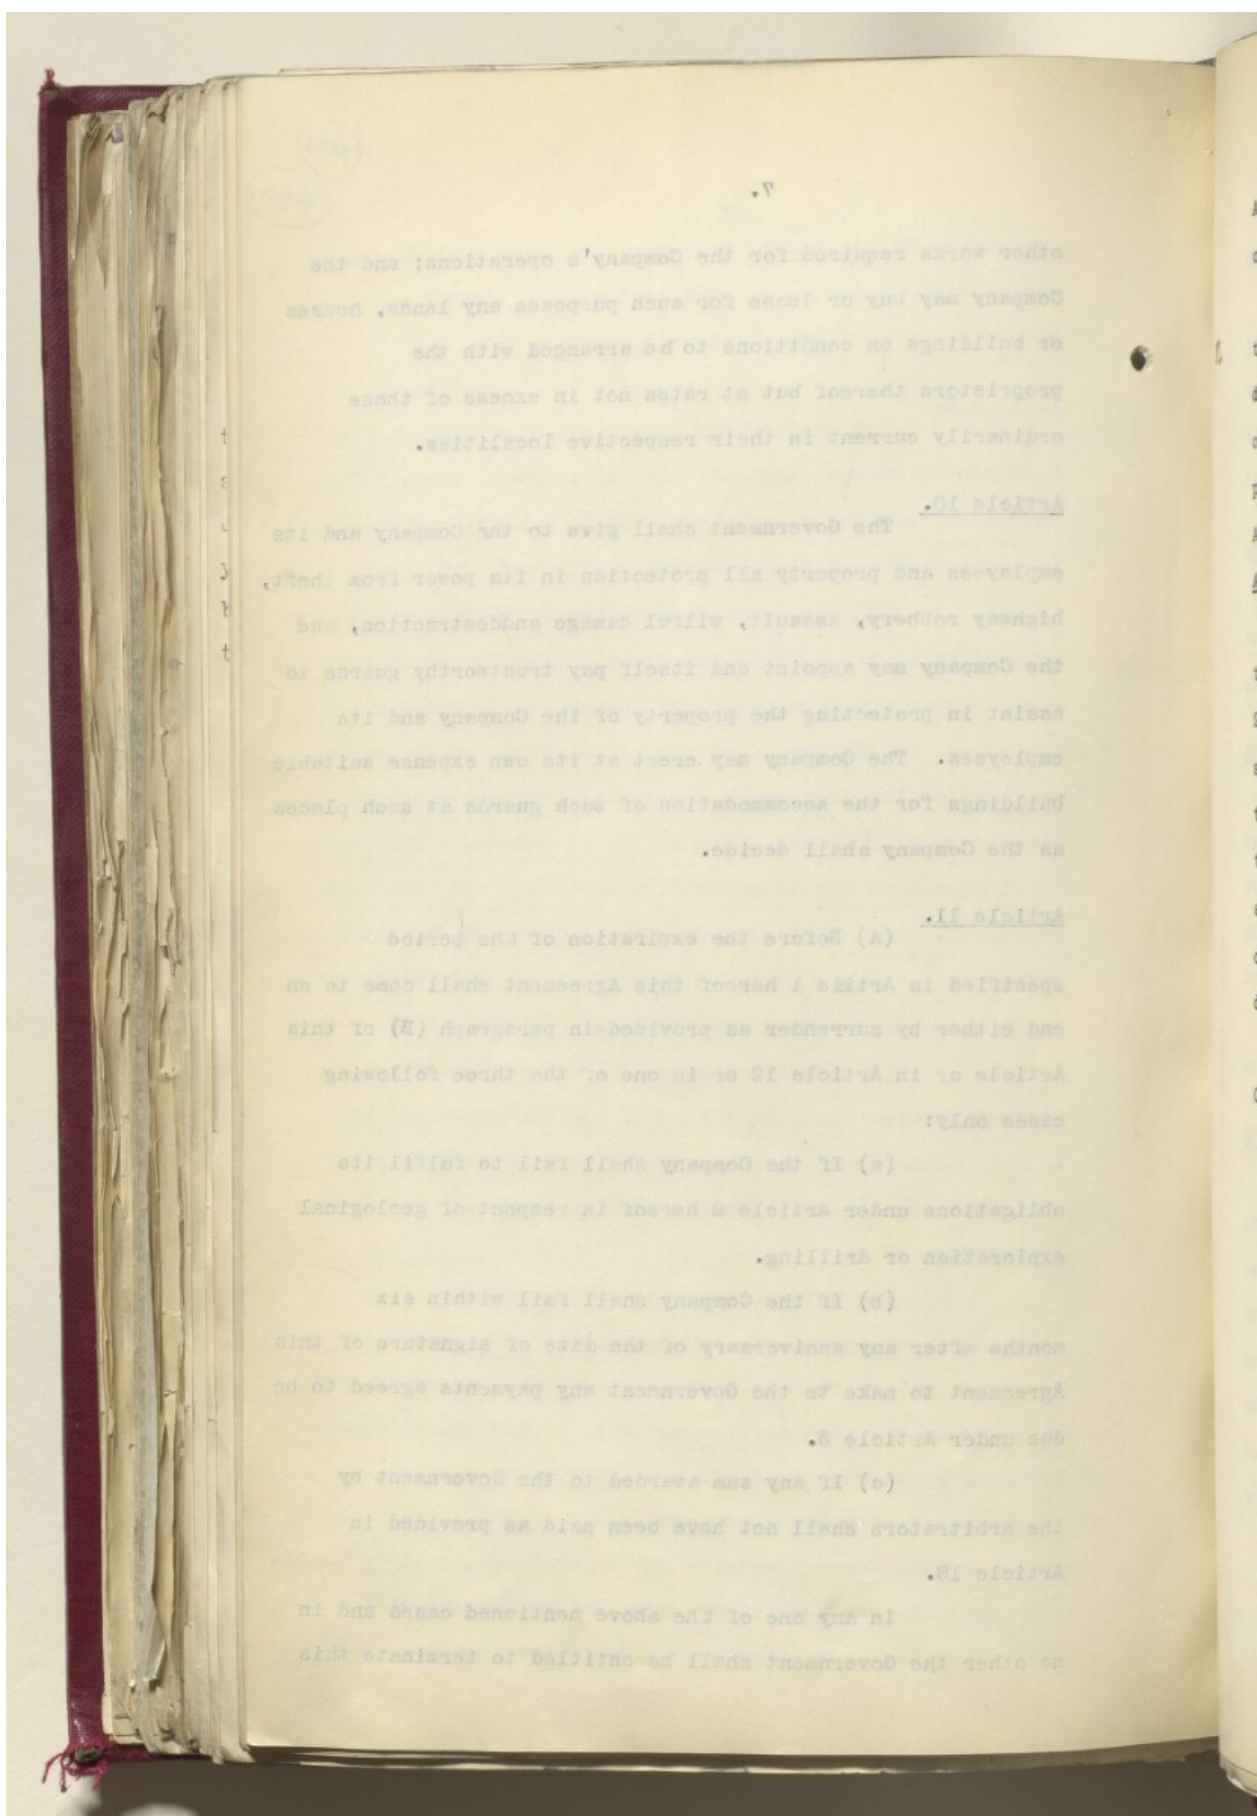 7.
other works required for the Company's operations; and the
Company may buy or lease for such purposes any lands, houses
or buildings on conditions to be arranged with the
proprietors thereof but at rates not in excess of those
ordinarily current in their respective localities.
Article 10.
The Government shall give to the Company and its
employees and property all protection in its power from theft,
highway robbery, assault, wilful damage anddestruction, and
the Company may appoint and itself pay trustworthy guards to
assist in protecting the property of the Company and its
employees. The Company may erect at its own expense suitable
buildings for the accommodation of such guards at such places
as the Company shall decide.
Article 11.
(A) Before the expiration of the period
specified in Article 1 hereof this Agreement shall come to an
end either by surrender as provided in paragraph (B) of this
Article or in Article 12 or in one of the three following
cases only:
(a) If the Company shall fail to fulfil its
obligations under Article 2 hereof in respect of geological
exploration or drilling.
(b) If the Company shall fail within six
months after any anniversary of the date of signature of this
Agreement to make to the Government any payments agreed to be
due under Article 3.
(c) If any sum awarded to the Government by
the arbitrators shall not have been paid as provided in
Article 18.
In any one of the above mentioned cases and in
no other the Government shall be entitled to terminate this